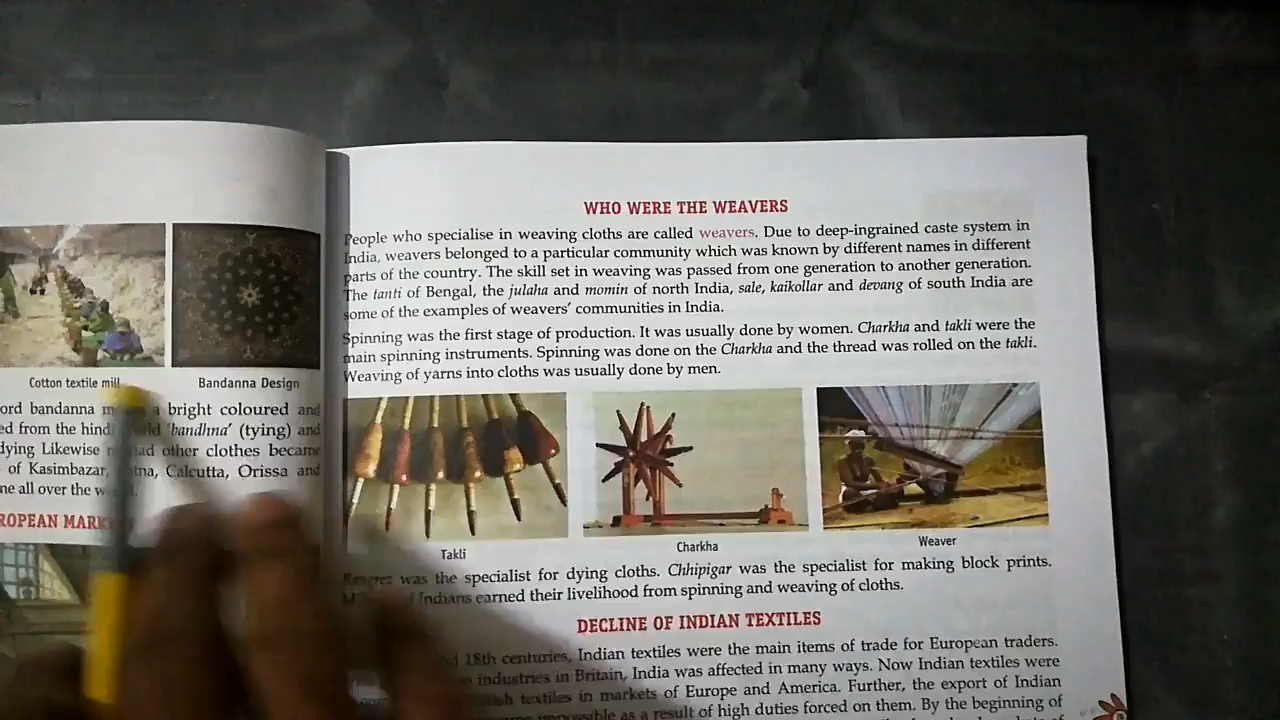 Cotton textile mill
Bandanna Design
ord bandanna a bright coloured and
ed from the hindi 'bandhna' (tying) and
dying Likewise other clothes became
of Kasimbazar, Calcutta, Orissa and
ne all over the
ROPEAN MARK
WHO WERE THE WEAVERS
People who specialise in weaving cloths are called weavers. Due to deep-ingrained caste system in
India, weavers belonged to a particular community which was known by different names in different
parts of the country. The skill set in weaving was passed from one generation to another generation.
The tanti of Bengal, the julaha and momin of north India, sale, kaikollar and devang of south India are
some of the examples of weavers' communities in India.
Spinning was the first stage of production. It was usually done by women. Charkha and takli were the
main spinning instruments. Spinning was done on the Charkha and the thread was rolled on the takli.
Weaving of yarns into cloths was usually done by men.
Takli
Charkha
Weaver
Rangrez was the specialist for dying cloths. Chhipigar was the specialist for making block prints.
Indians earned their livelihood from spinning and weaving of cloths.
DECLINE OF INDIAN TEXTILES
18th centuries, Indian textiles were the main items of trade for European traders.
industries in Britain, India was affected in many ways. Now Indian textiles were
textiles in markets of Europe and America. Further, the export of Indian
impossible as a result of high duties forced on them. By the beginning of